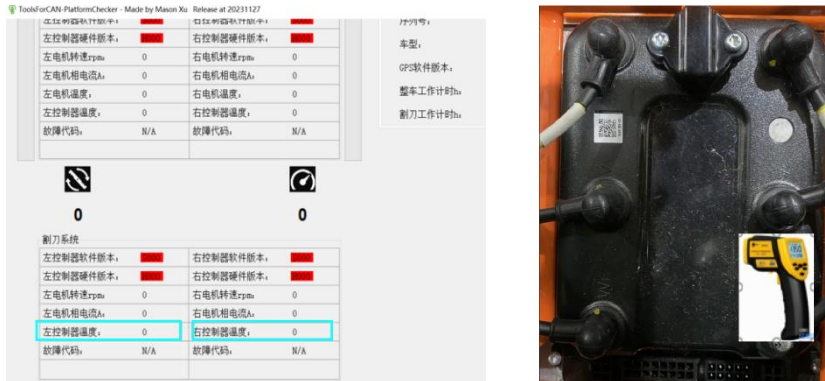 ToolsForCAN-PlatformChecker - Made by Mason Xu Release at 20231127
左控制器软件版本: 右控制器软件版本: 序列号:
左控制器硬件版本: 右控制器硬件版本: 车型:
左电机转速rpm: 0 右电机转速rpm: 0
左电机相电流A: 0 右电机相电流A: 0 GPS软件版本:
左电机温度: 0 右电机温度: 0 整车工作计时h:
左控制器温度: 0 右控制器温度: 0 割刀工作计时h:
故障代码: N/A 故障代码: N/A
0 0
割刀系统
左控制器软件版本: 右控制器软件版本:
左控制器硬件版本: 右控制器硬件版本:
左电机转速rpm: 0 右电机转速rpm: 0
左电机相电流A: 0 右电机相电流A: 0
左控制器温度: 0 右控制器温度: 0
故障代码: N/A 故障代码: N/A